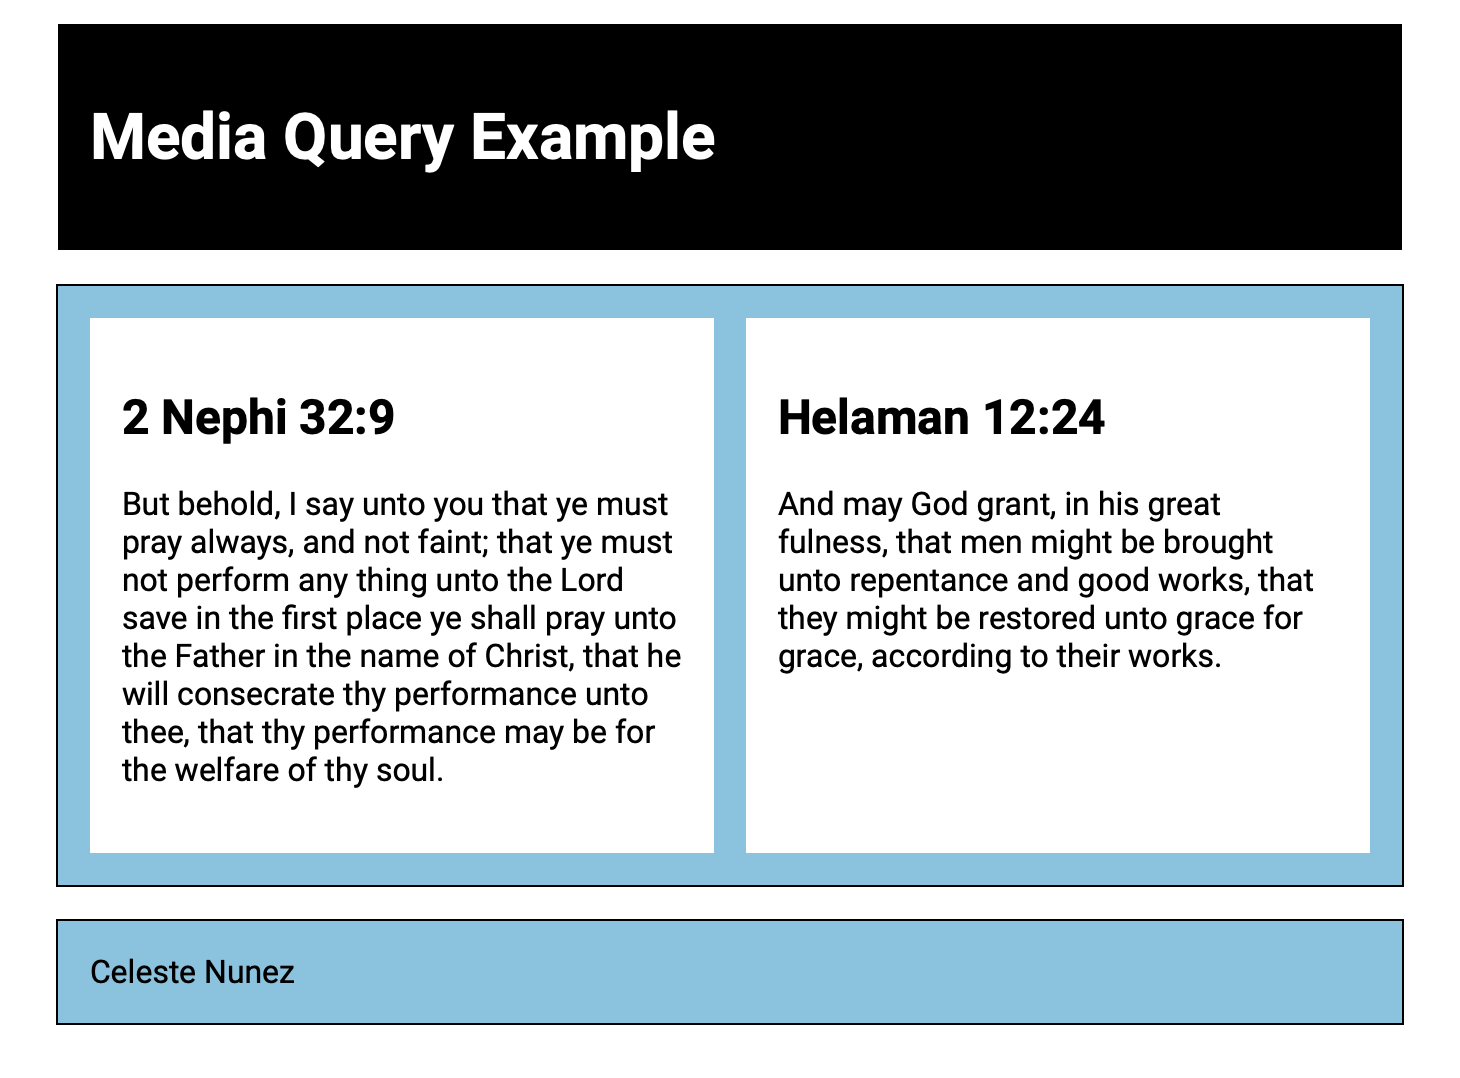 Media Query Example
2 Nephi 32:9
But behold, I say unto you that ye must
pray always, and not faint; that ye must
not perform any thing unto the Lord
save in the first place ye shall pray unto
the Father in the name of Christ, that he
will consecrate thy performance unto
thee, that thy performance may be for
the welfare of thy soul.
Helaman 12:24
And may God grant, in his great
fulness, that men might be brought
unto repentance and good works, that
they might be restored unto grace for
grace, according to their works.
Celeste Nunez